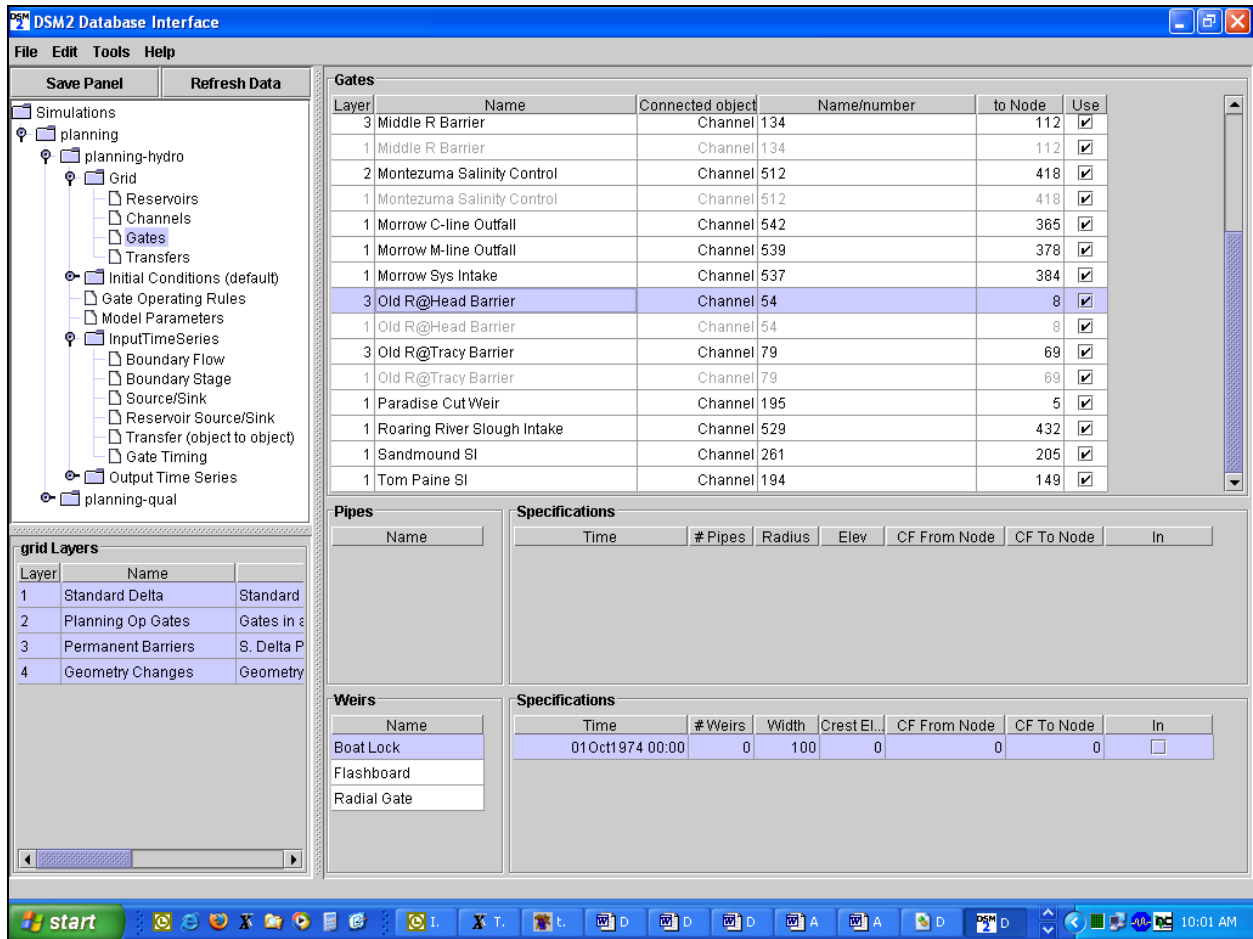 DSM2 Database Interface
File Edit Tools Help
Save Panel Refresh Data
Simulations
planning
planning-hydro
Grid
Reservoirs
Channels
Gates
Transfers
Initial Conditions (default)
Gate Operating Rules
Model Parameters
InputTimeSeries
Boundary Flow
Boundary Stage
Source/Sink
Reservoir Source/Sink
Transfer (object to object)
Gate Timing
Output Time Series
planning-qual
grid Layers
Layer Name
1 Standard Delta Standard
2 Planning Op Gates Gates in a
3 Permanent Barriers S. Delta P
4 Geometry Changes Geometry
Gates
Layer Name Connected object Name/number to Node Use
3 Middle R Barrier Channel 134 112
1 Middle R Barrier Channel 134 112
2 Montezuma Salinity Control Channel 512 418
1 Montezuma Salinity Control Channel 512 418
1 Morrow C-line Outfall Channel 542 365
1 Morrow M-line Outfall Channel 539 378
1 Morrow Sys Intake Channel 537 384
3 Old R@Head Barrier Channel 54 8
1 Old R@Head Barrier Channel 54 8
3 Old R@Tracy Barrier Channel 79 69
1 Old R@Tracy Barrier Channel 79 69
1 Paradise Cut Weir Channel 195 5
1 Roaring River Slough Intake Channel 529 432
1 Sandmound Sl Channel 261 205
1 Tom Paine Sl Channel 194 149
Pipes
Name
Specifications
Time # Pipes Radius Elev CF From Node CF To Node In
Weirs
Name
Boat Lock
Flashboard
Radial Gate
Specifications
Time # Weirs Width Crest El... CF From Node CF To Node In
01Oct1974 00:00 0 100 0 0 0
start I. T. t. D D D A A D D 10:01 AM